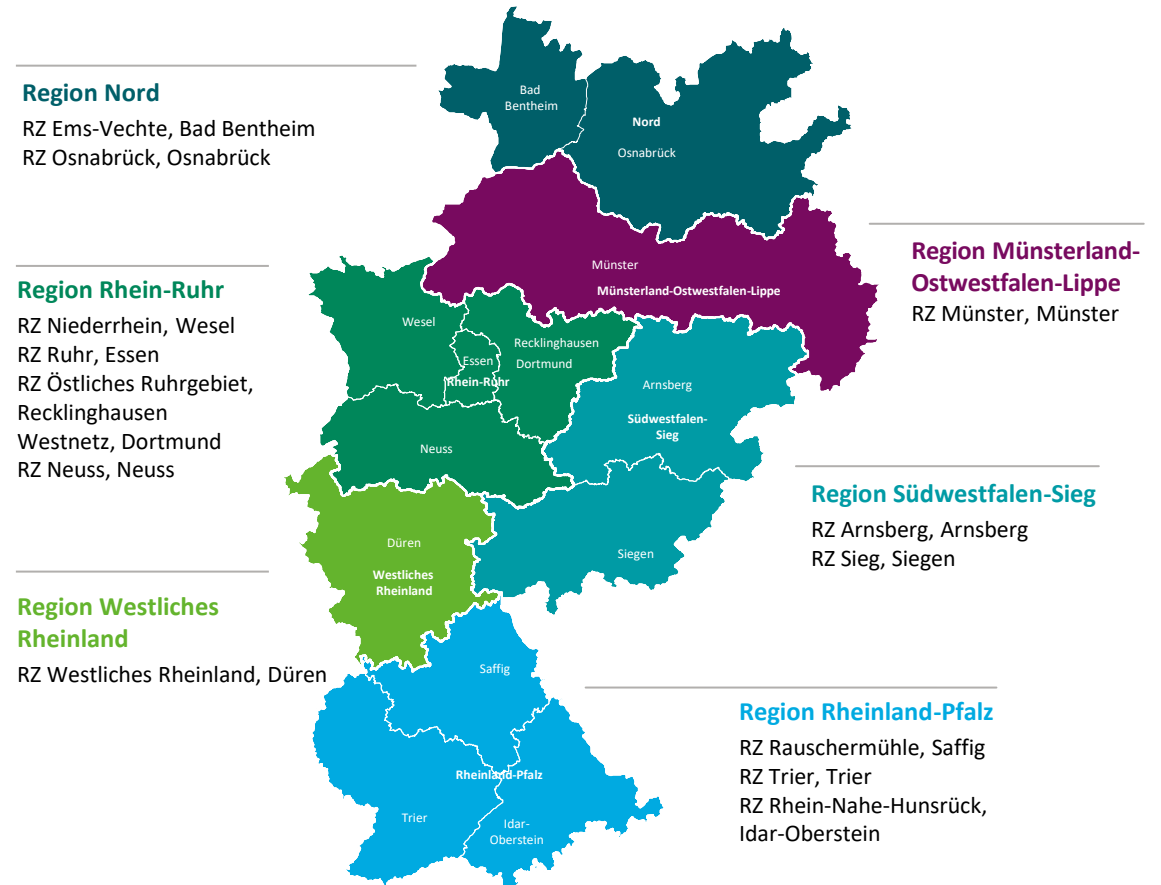 Region Nord
RZ Ems-Vechte, Bad Bentheim
RZ Osnabrück, Osnabrück
Region Rhein-Ruhr
RZ Niederrhein, Wesel
RZ Ruhr, Essen
RZ Östliches Ruhrgebiet,
Recklinghausen
Westnetz, Dortmund
RZ Neuss, Neuss
Region Westliches
Rheinland
RZ Westliches Rheinland, Düren
Bad
Bentheim
Nord
Osnabrück
Münster
Münsterland-Ostwestfalen-Lippe
Wesel
Recklinghausen
Essen
Dortmund
Rhein-Ruhr
Arnsberg
Südwestfalen-
Sieg
Neuss
Düren
Siegen
Westliches
Rheinland
Saffig
Rheinland-Pfalz
Trier
Idar-
Oberstein
Region Münsterland-
Ostwestfalen-Lippe
RZ Münster, Münster
Region Südwestfalen-Sieg
RZ Arnsberg, Arnsberg
RZ Sieg, Siegen
Region Rheinland-Pfalz
RZ Rauschermühle, Saffig
RZ Trier, Trier
RZ Rhein-Nahe-Hunsrück,
Idar-Oberstein